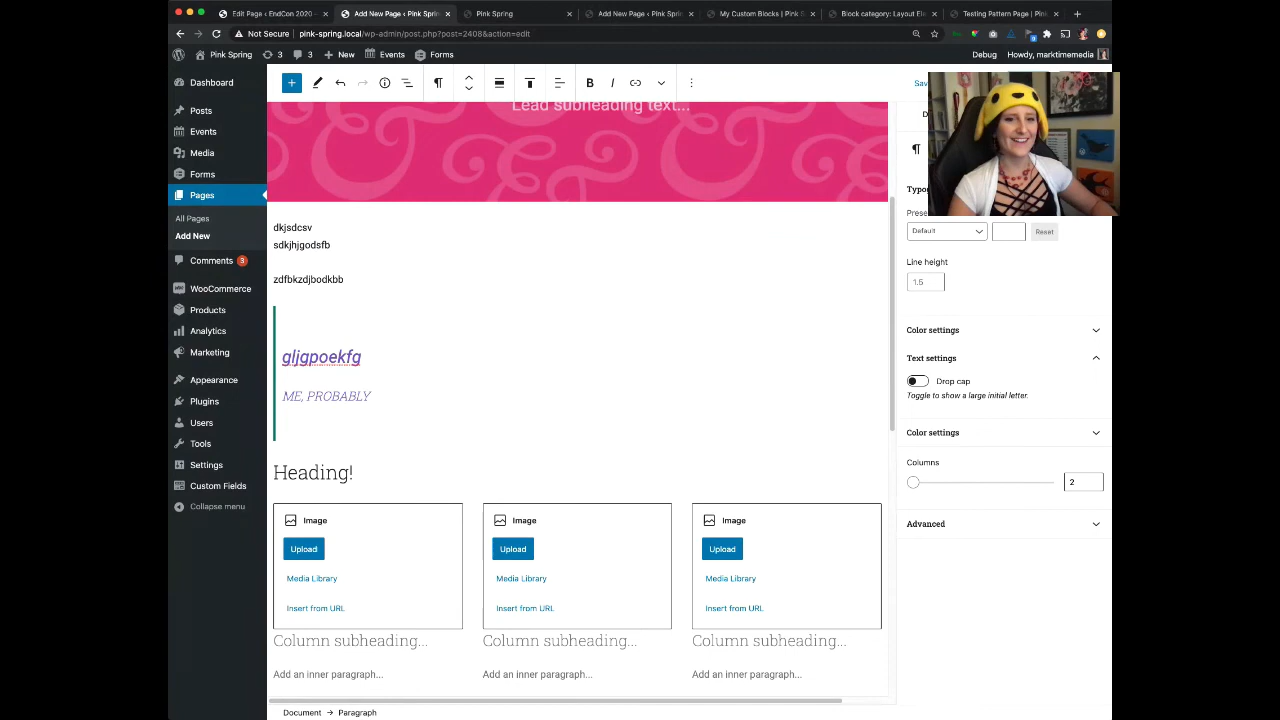 Edit Page ‹ EndCon 2020 –
Add New Page ‹ Pink Spring
Pink Spring
Add New Page ‹ Pink Sprin
My Custom Blocks | Pink S
Block category: Layout Ele
Testing Pattern Page | Pink
Not Secure
pink-spring.local/wp-admin/post.php?post=2408&action=edit
Pink Spring
3
3
New
Events
Forms
Debug
Howdy, marktimemedia
Dashboard
Posts
Events
Media
Forms
Pages
All Pages
Add New
Comments 3
WooCommerce
Products
Analytics
Marketing
Appearance
Plugins
Users
Tools
Settings
Custom Fields
Collapse menu
B
I
Lead subheading text...
dkjsdcsv
sdkjhjgodsfb
zdfbkzdjbodkbb
gljgpoekfg
ME, PROBABLY
Heading!
Image
Image
Image
Upload
Upload
Upload
Media Library
Media Library
Media Library
Insert from URL
Insert from URL
Insert from URL
Column subheading...
Column subheading...
Column subheading...
Add an inner paragraph...
Add an inner paragraph...
Add an inner paragraph...
Document → Paragraph
Default
Reset
Line height
1.5
Color settings
Text settings
Drop cap
Toggle to show a large initial letter.
Color settings
Columns
2
Advanced